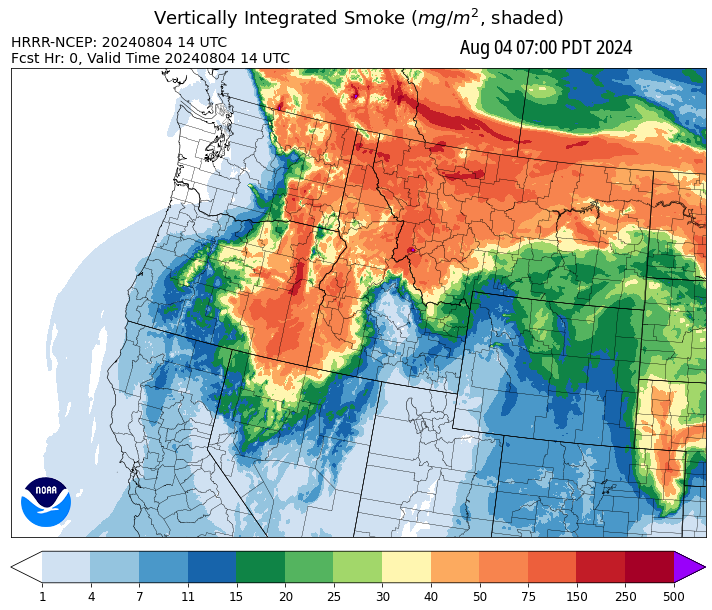 Vertically Integrated Smoke (mg/m², shaded)
HRRR-NCEP: 20240804 14 UTC
Aug 04 07:00 PDT 2024
Fcst Hr: 0, Valid Time 20240804 14 UTC
NOAA
1 4 7 11 15 20 25 30 40 50 75 150 250 500